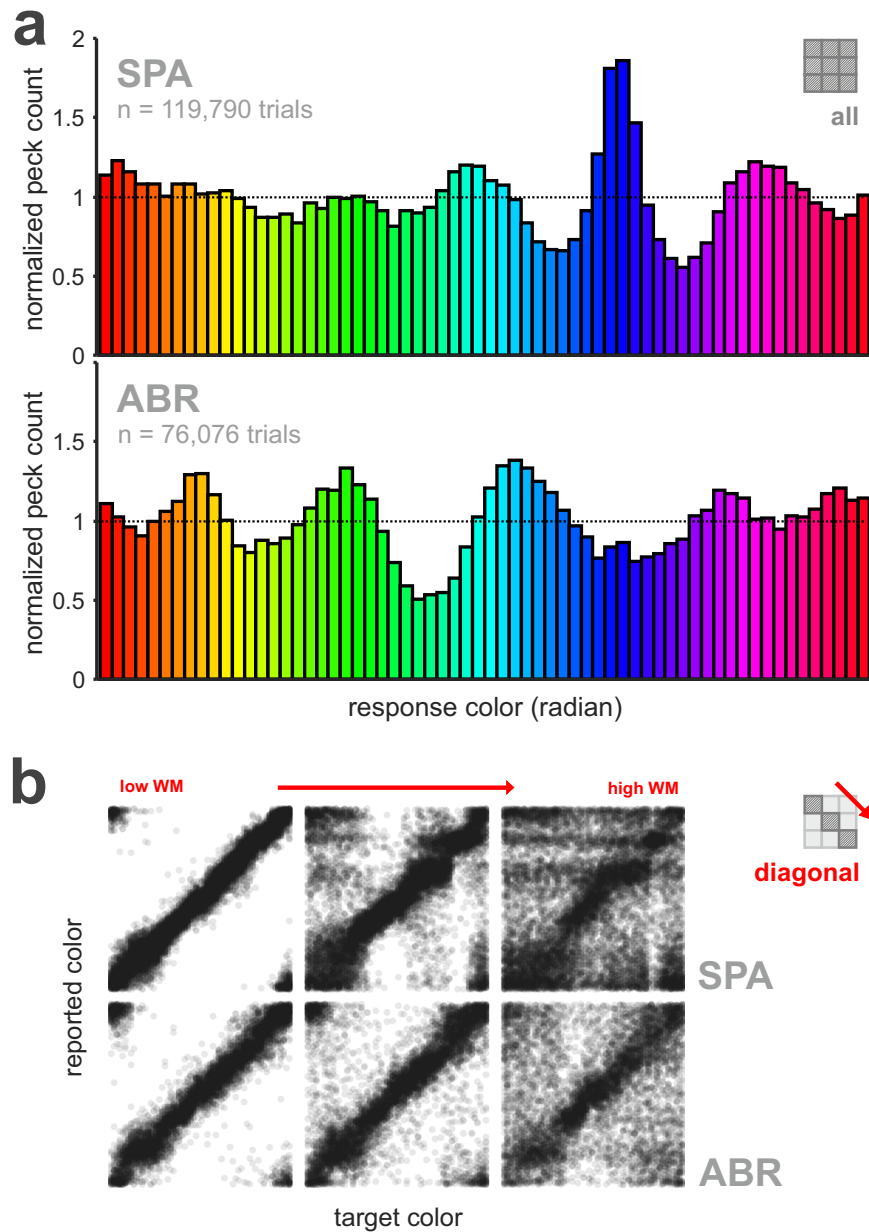 a
SPA
n = 119,790 trials
all
normalized peck count
2
1.5
1
0.5
0
ABR
n = 76,076 trials
normalized peck count
1.5
1
0.5
0
response color (radian)
b
low WM
high WM
diagonal
reported color
SPA
ABR
target color